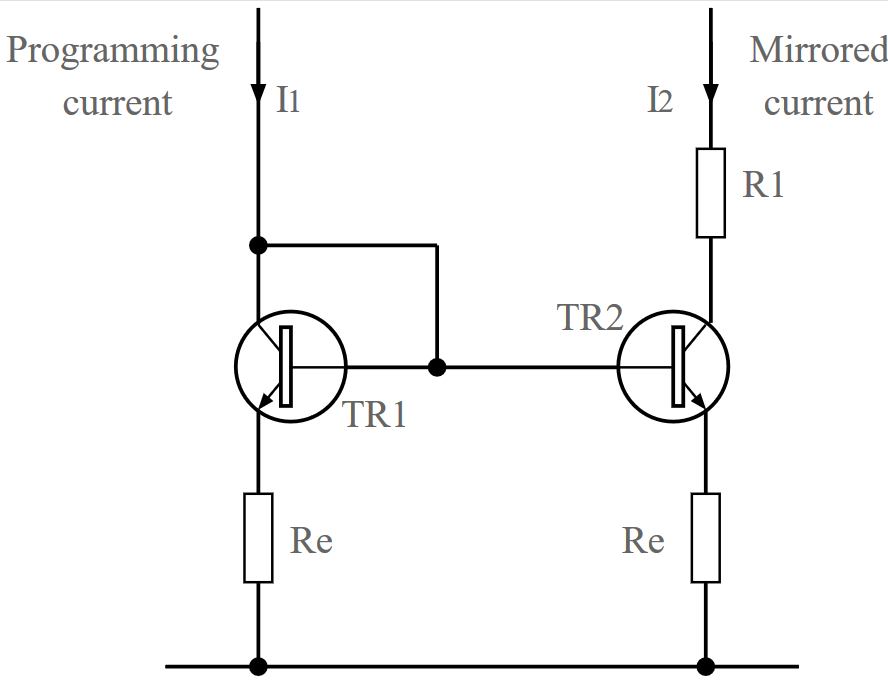 Programming
current
I1
I2
Mirrored
current
R1
TR2
TR1
Re
Re